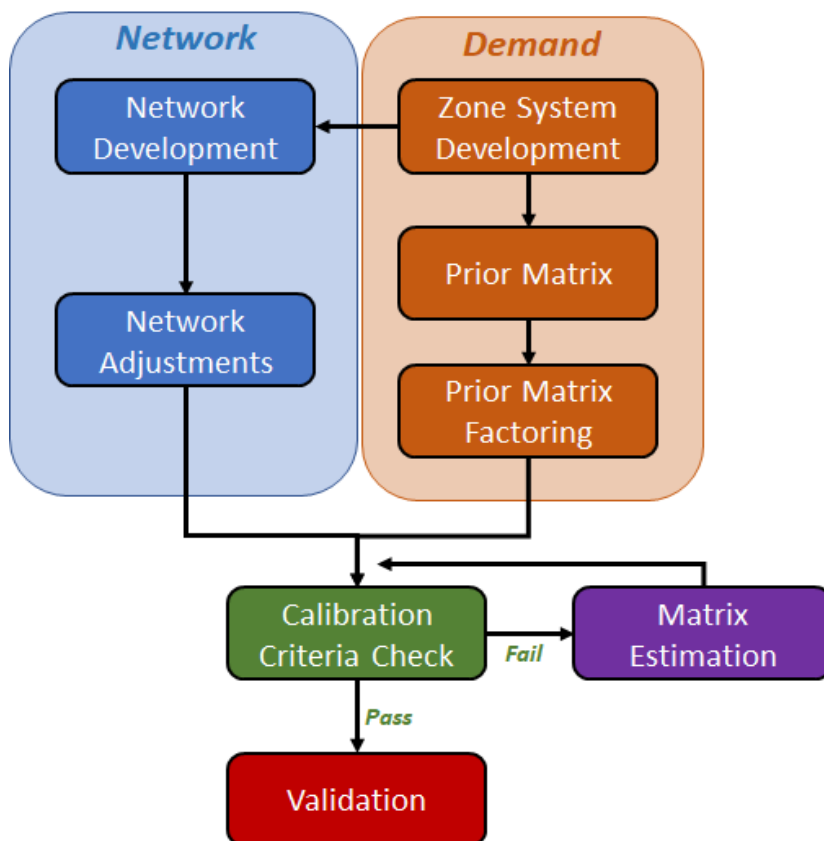 Network
Demand
Network
Development
Zone System
Development
Prior Matrix
Network
Adjustments
Prior Matrix
Factoring
Calibration
Criteria Check
Fail
Matrix
Estimation
Pass
Validation